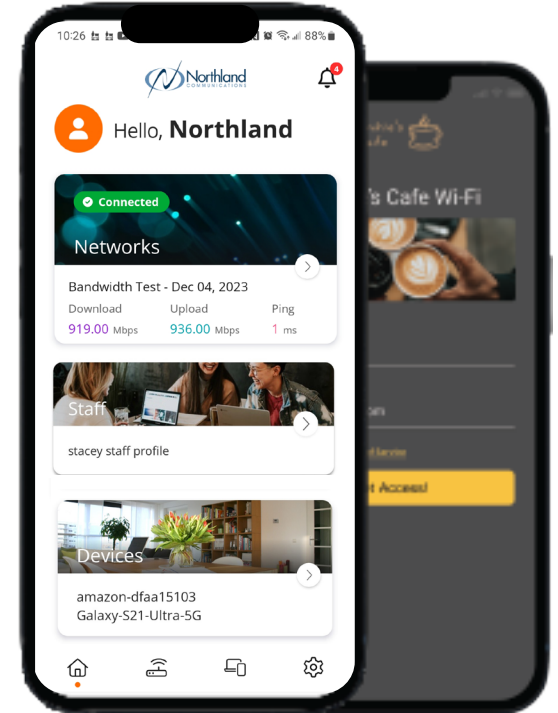 10:26
88%
Northland
COMMUNICATIONS
4
Hello, Northland
Connected
Networks
Bandwidth Test - Dec 04, 2023
Download Upload Ping
919.00 Mbps 936.00 Mbps 1 ms
Staff
stacey staff profile
Devices
amazon-dfaa15103
Galaxy-S21-Ultra-5G
's Cafe Wi-Fi
Access!